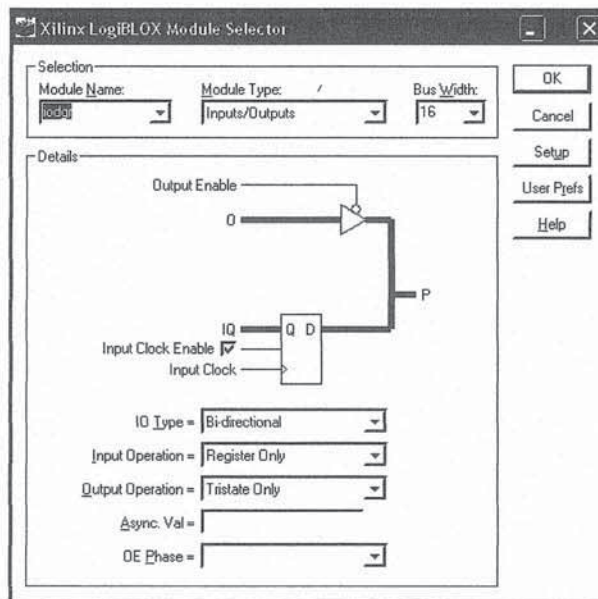 Xilinx LogiBLOX Module Selector
Selection
Module Name:
Module Type:
Bus Width:
Inputs/Outputs
16
OK
Cancel
Setup
User Prefs
Help
Details
Output Enable
O
P
IQ
Q D
Input Clock Enable
Input Clock
IO Type =
Bi-directional
Input Operation =
Register Only
Output Operation =
Tristate Only
Async. Val =
OE Phase =